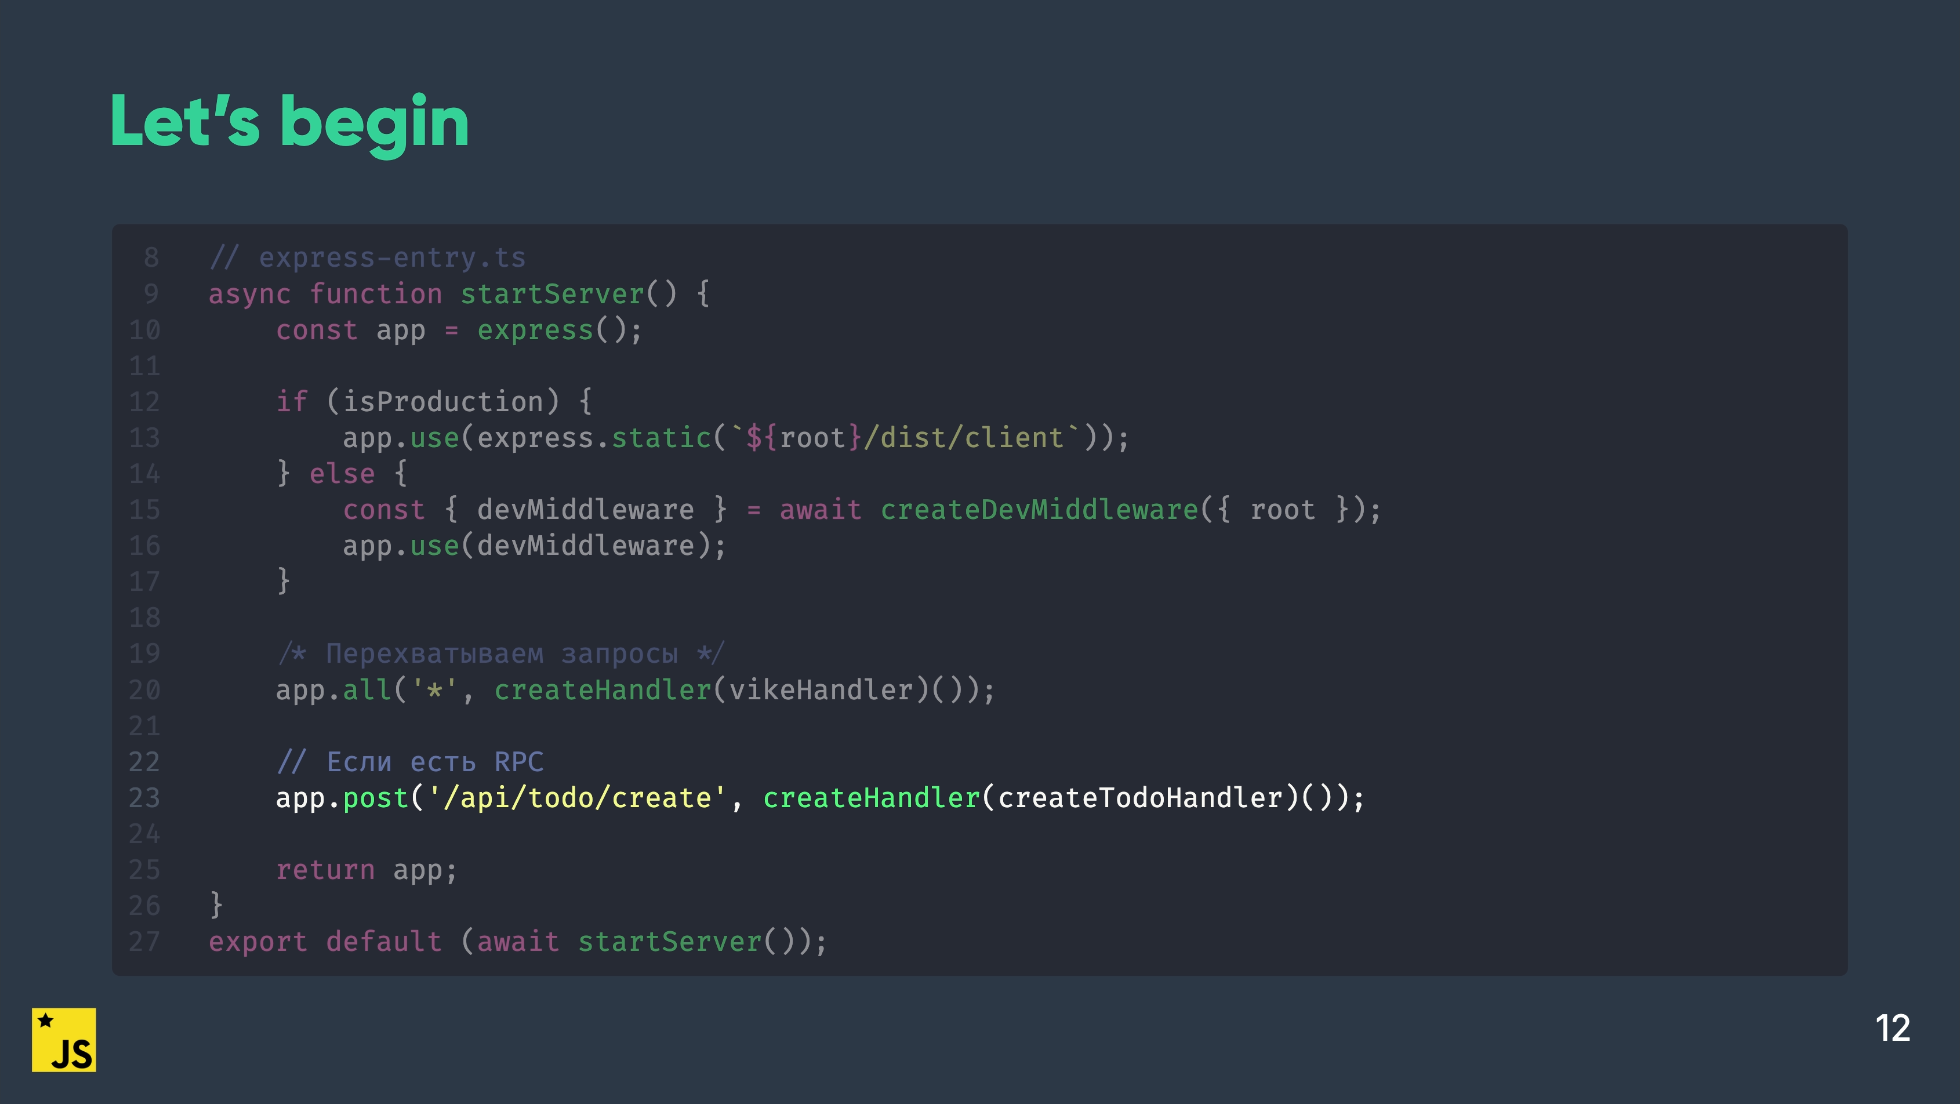 Let’s begin
8 // express-entry.ts
9 async function startServer() {
10 const app = express();
11
12 if (isProduction) {
13 app.use(express.static(`${root}/dist/client`));
14 } else {
15 const { devMiddleware } = await createDevMiddleware({ root });
16 app.use(devMiddleware);
17 }
18
19 /* Перехватываем запросы */
20 app.all('*', createHandler(vikeHandler)());
21
22 // Если есть RPC
23 app.post('/api/todo/create', createHandler(createTodoHandler)());
24
25 return app;
26 }
27 export default (await startServer());
JS
12